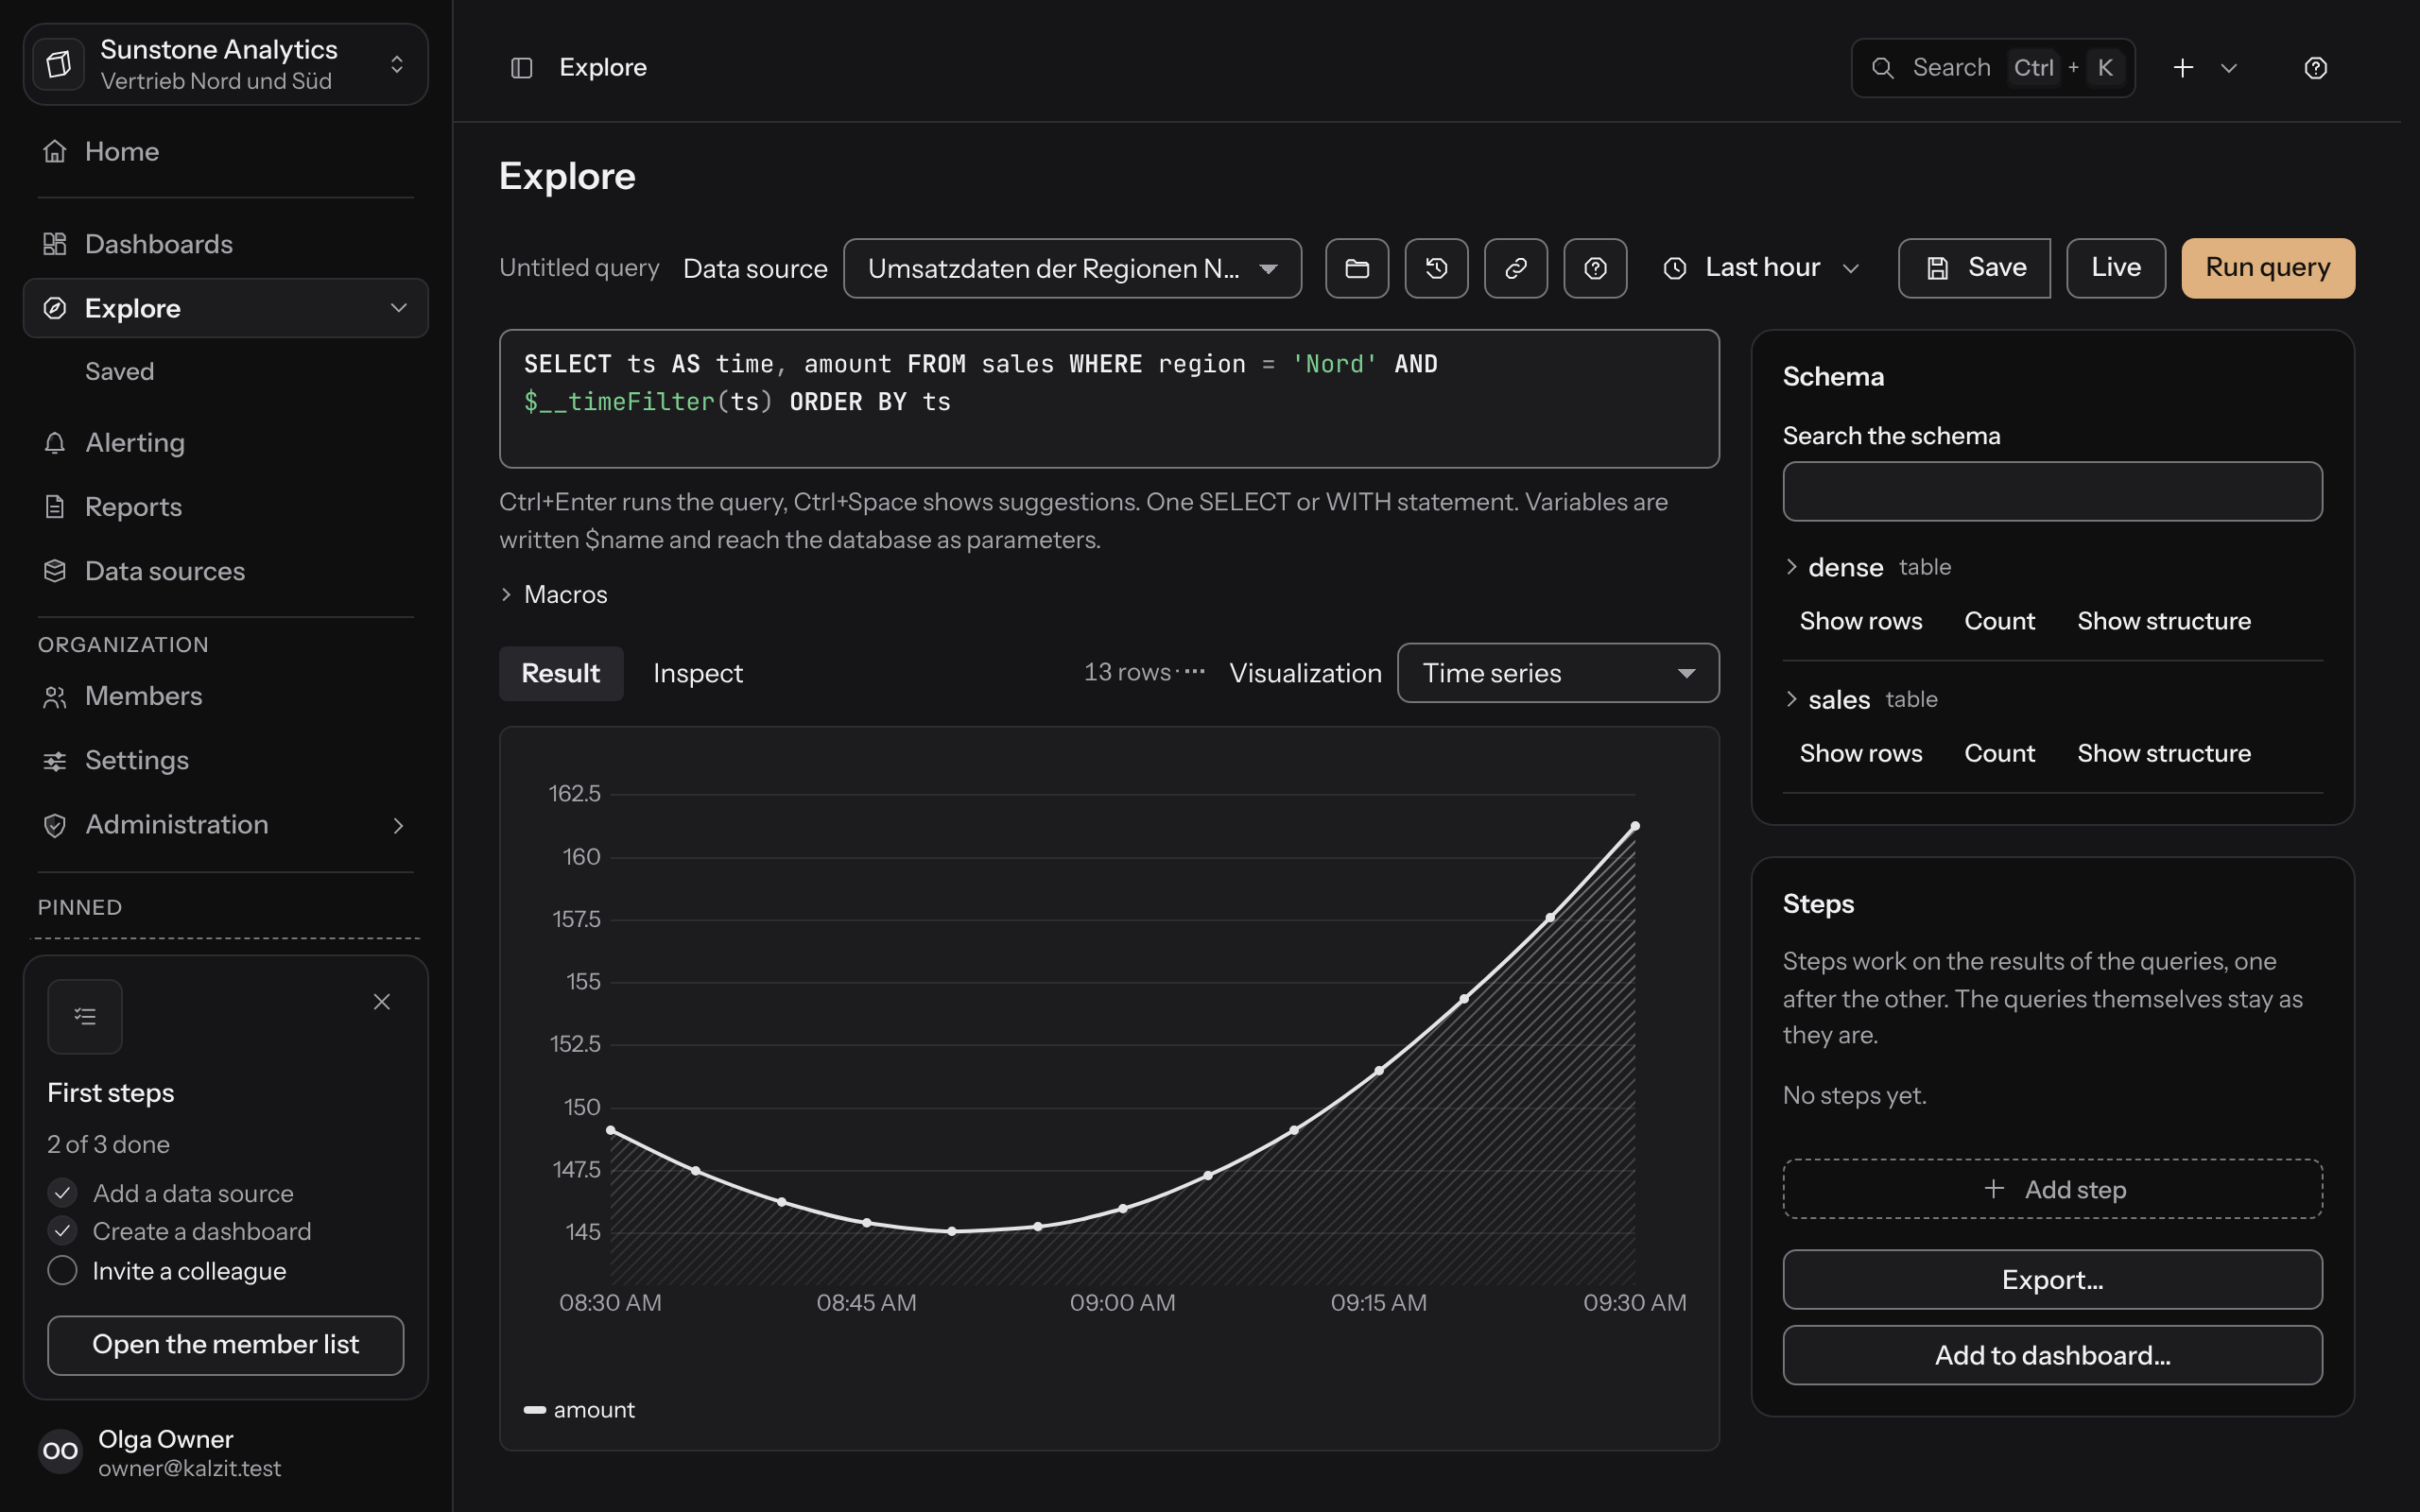 Sunstone Analytics
Vertrieb Nord und Süd
Home
Dashboards
Explore
Saved
Alerting
Reports
Data sources
ORGANIZATION
Members
Settings
Administration
PINNED
First steps
2 of 3 done
Add a data source
Create a dashboard
Invite a colleague
Open the member list
OO
Olga Owner
owner@kalzit.test
Explore
Search Ctrl + K
Explore
Untitled query Data source Umsatzdaten der Regionen N... Last hour Save Live Run query
SELECT ts AS time, amount FROM sales WHERE region = 'Nord' AND
$__timeFilter(ts) ORDER BY ts
Ctrl+Enter runs the query, Ctrl+Space shows suggestions. One SELECT or WITH statement. Variables are
written $name and reach the database as parameters.
Macros
Result Inspect 13 rows · ... Visualization Time series
162.5
160
157.5
155
152.5
150
147.5
145
08:30 AM 08:45 AM 09:00 AM 09:15 AM 09:30 AM
amount
Schema
Search the schema
dense table
Show rows Count Show structure
sales table
Show rows Count Show structure
Steps
Steps work on the results of the queries, one
after the other. The queries themselves stay as
they are.
No steps yet.
Add step
Export...
Add to dashboard...